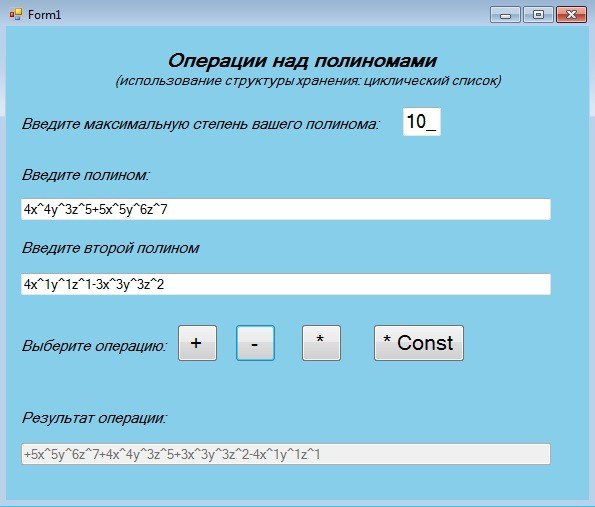 Form1
Операции над полиномами
(использование структуры хранения: циклический список)
Введите максимальную степень вашего полинома: 10_
Введите полином:
4x^4y^3z^5+5x^5y^6z^7
Введите второй полином
4x^1y^1z^1-3x^3y^3z^2
Выберите операцию: + - * * Const
Результат операции:
+5x^5y^6z^7+4x^4y^3z^5+3x^3y^3z^2-4x^1y^1z^1